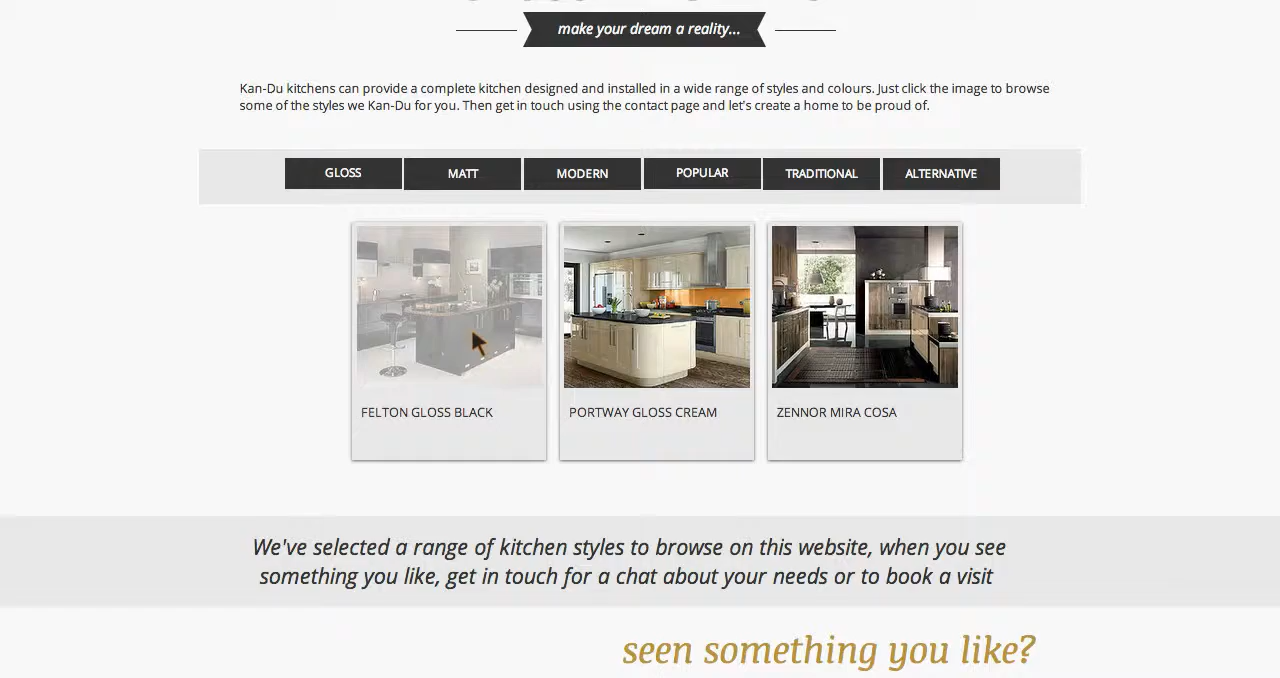 make your dream a reality...
Kan-Du kitchens can provide a complete kitchen designed and installed in a wide range of styles and colours. Just click the image to browse
some of the styles we Kan-Du for you. Then get in touch using the contact page and let's create a home to be proud of.
GLOSS MATT MODERN POPULAR TRADITIONAL ALTERNATIVE
FELTON GLOSS BLACK PORTWAY GLOSS CREAM ZENNOR MIRA COSA
We've selected a range of kitchen styles to browse on this website, when you see
something you like, get in touch for a chat about your needs or to book a visit
seen something you like?